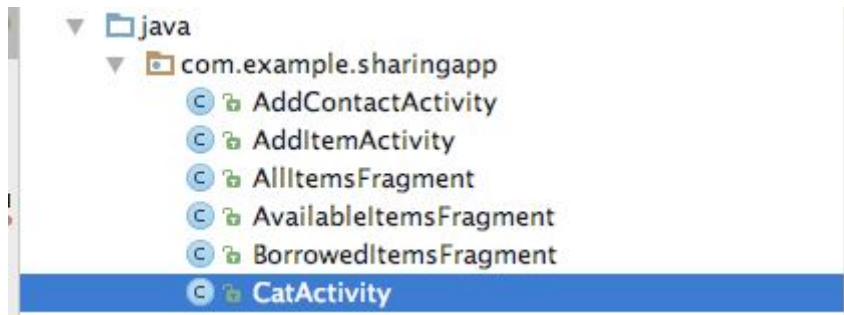 java
com.example.sharingapp
C AddContactActivity
C AddItemActivity
C AllItemsFragment
C AvailableItemsFragment
C BorrowedItemsFragment
C CatActivity